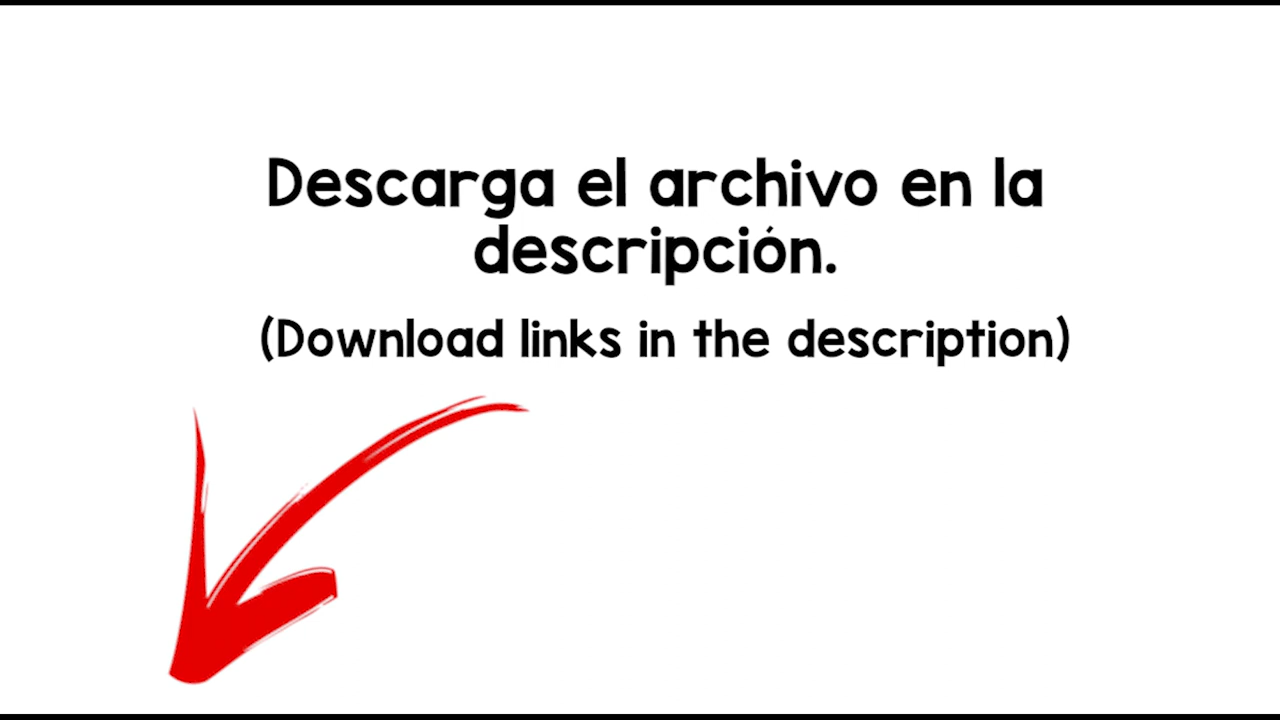 Descarga el archivo en la
descripción.
(Download links in the description)